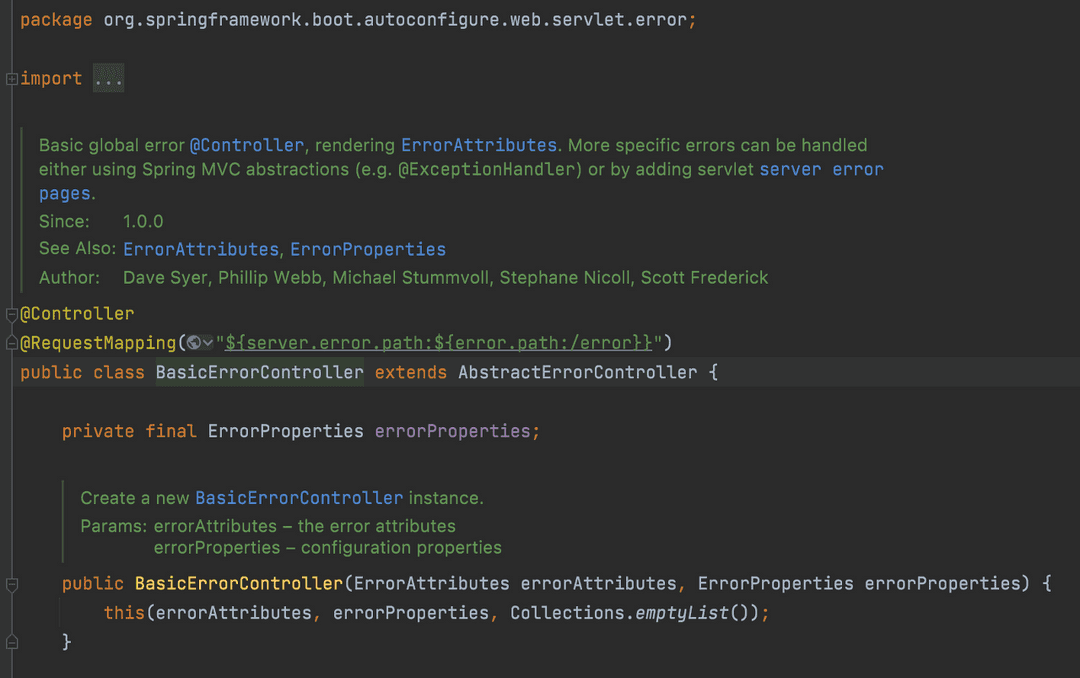 package org.springframework.boot.autoconfigure.web.servlet.error;
import ...
Basic global error @Controller, rendering ErrorAttributes. More specific errors can be handled
either using Spring MVC abstractions (e.g. @ExceptionHandler) or by adding servlet server error
pages.
Since: 1.0.0
See Also: ErrorAttributes, ErrorProperties
Author: Dave Syer, Phillip Webb, Michael Stummvoll, Stephane Nicoll, Scott Frederick
@Controller
@RequestMapping("${server.error.path:${error.path:/error}}")
public class BasicErrorController extends AbstractErrorController {
private final ErrorProperties errorProperties;
Create a new BasicErrorController instance.
Params: errorAttributes – the error attributes
errorProperties – configuration properties
public BasicErrorController(ErrorAttributes errorAttributes, ErrorProperties errorProperties) {
this(errorAttributes, errorProperties, Collections.emptyList());
}